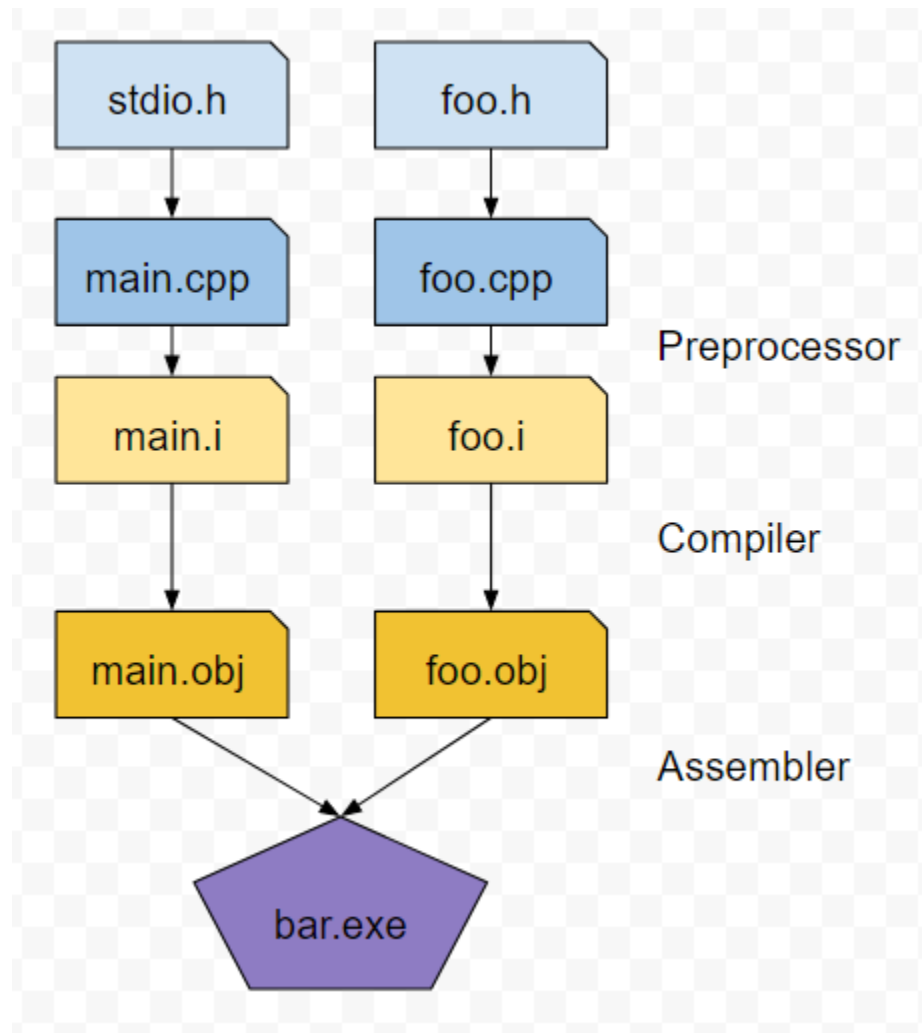 stdio.h
foo.h
main.cpp
foo.cpp
Preprocessor
main.i
foo.i
Compiler
main.obj
foo.obj
Assembler
bar.exe